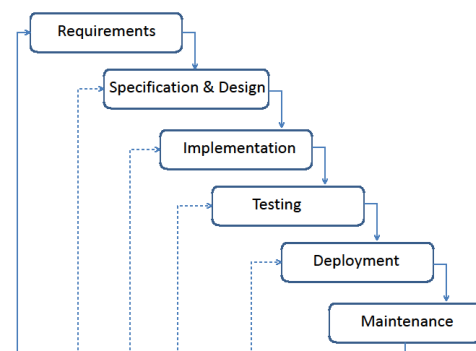 Requirements
Specification & Design
Implementation
Testing
Deployment
Maintenance